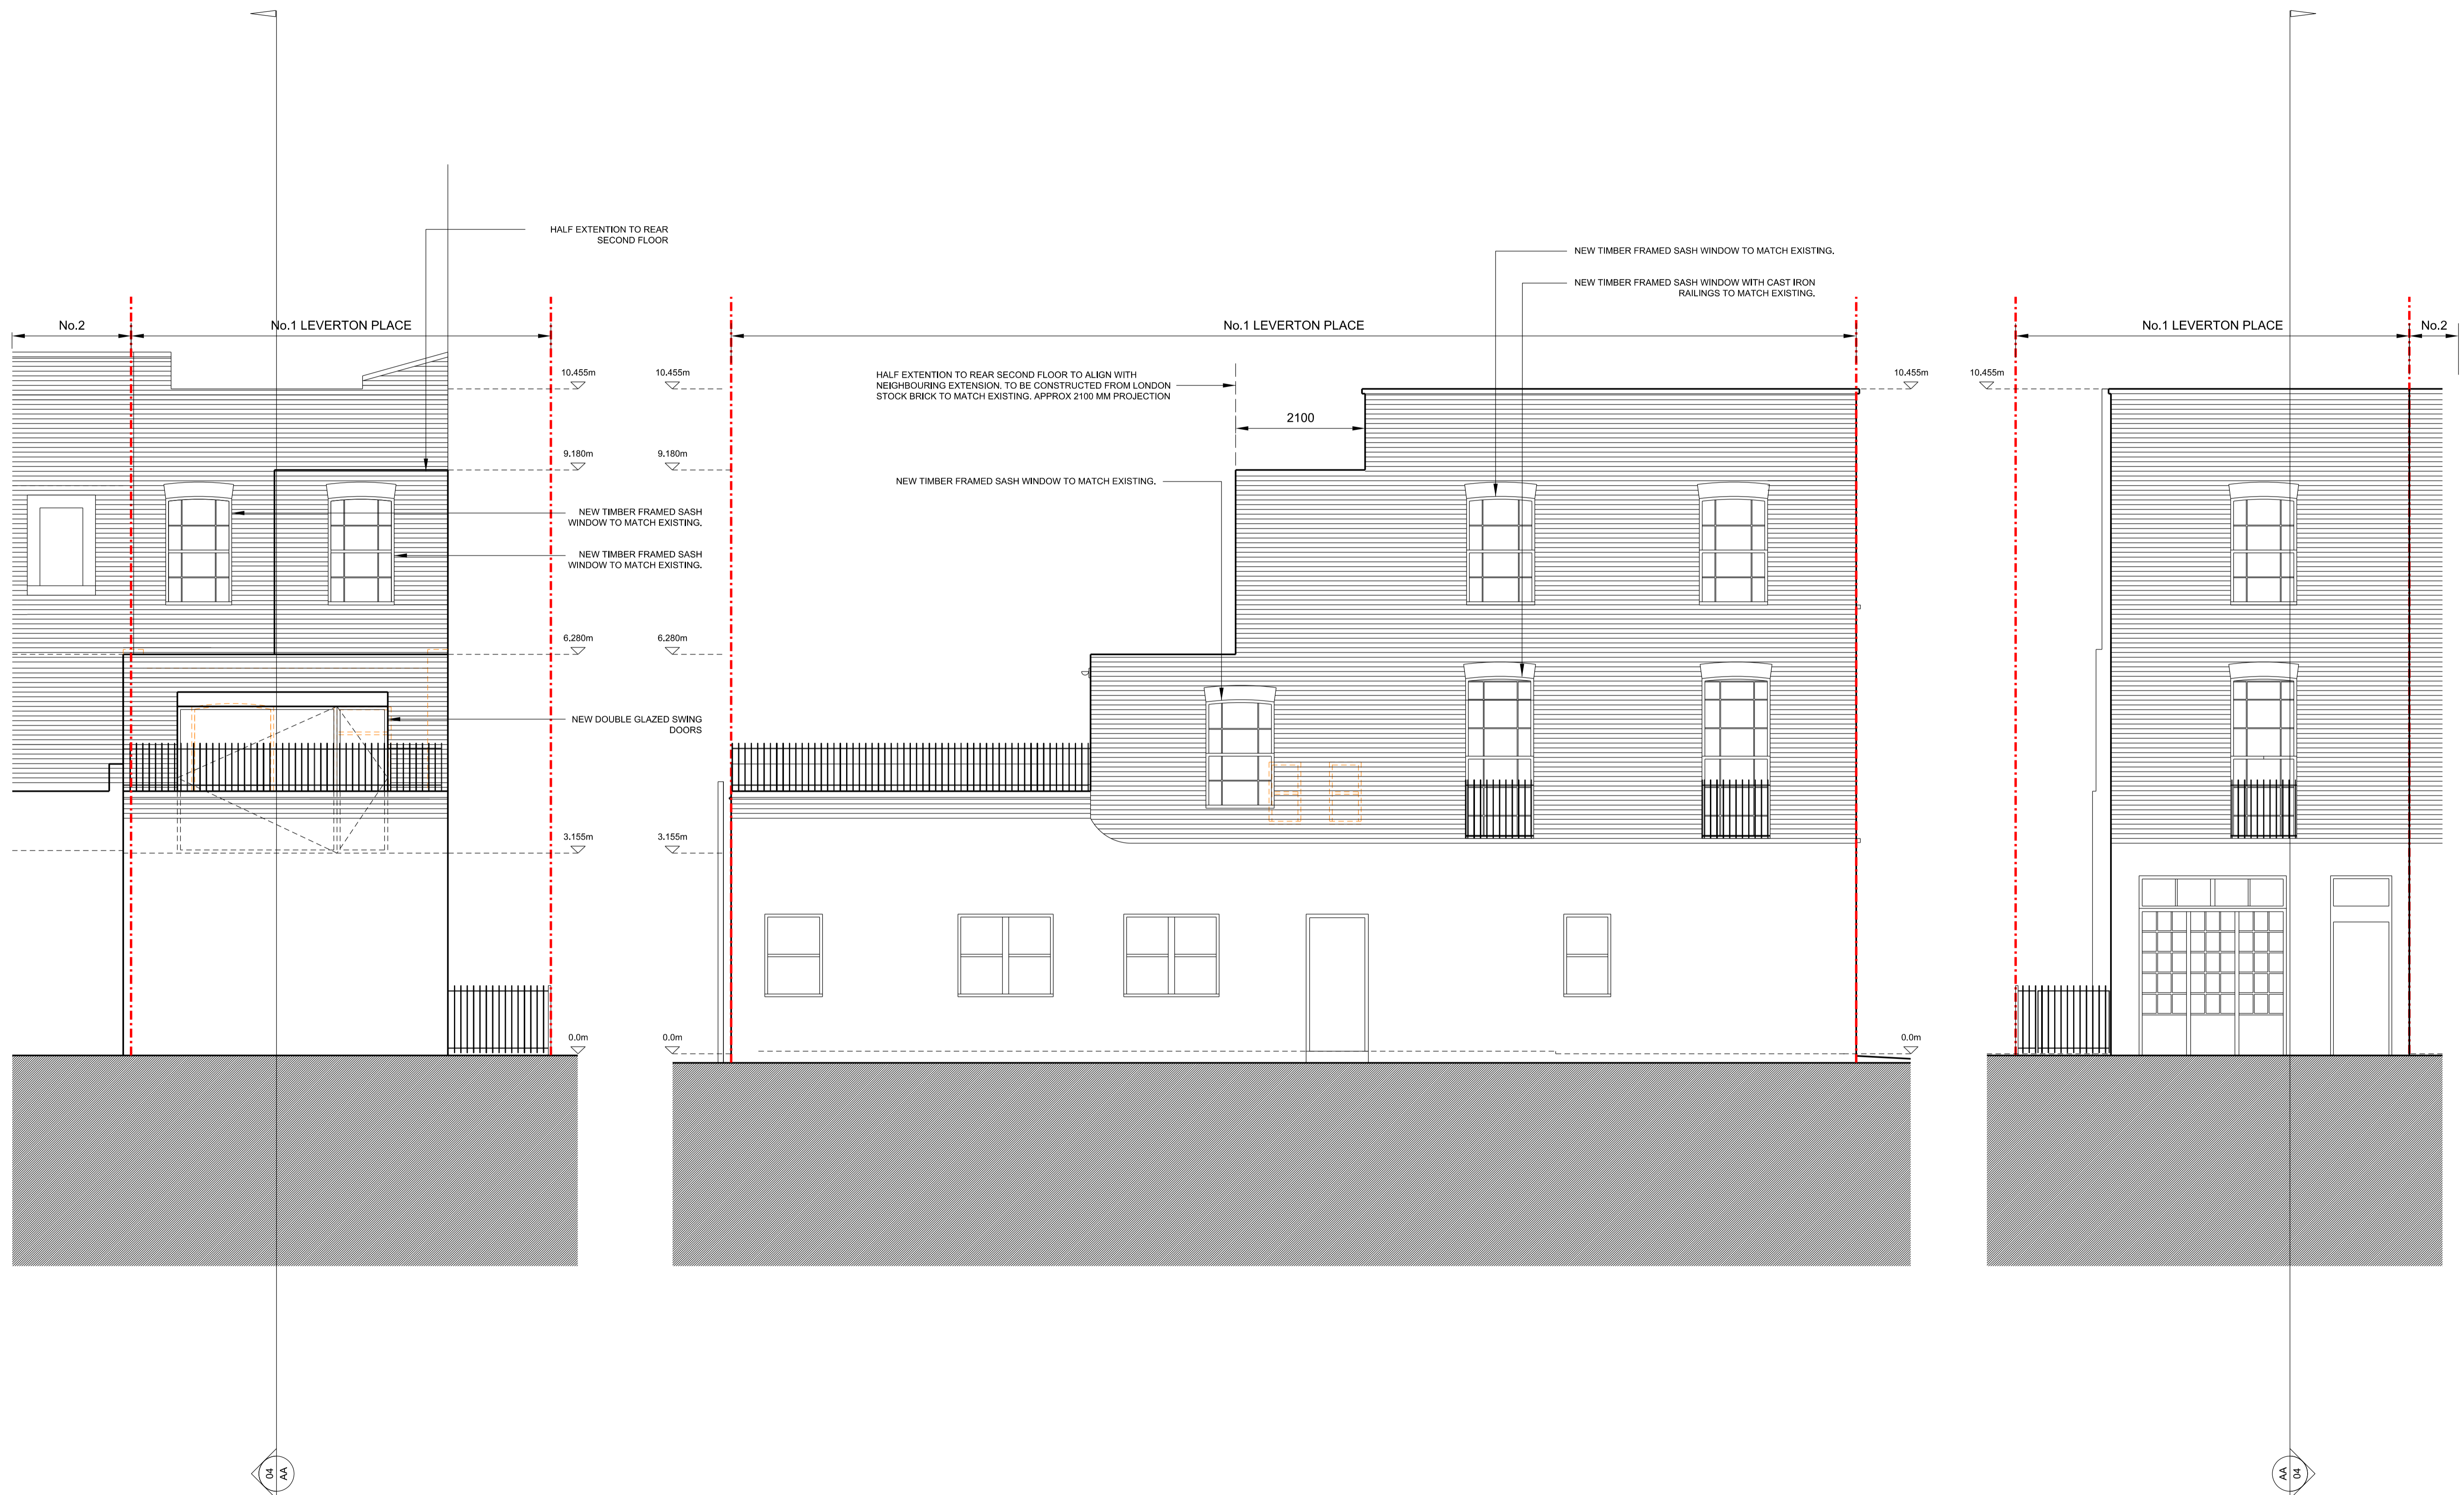 HALF EXTENTION TO REAR
SECOND FLOOR
No.2
No.1 LEVERTON PLACE
10.455m
9.180m
NEW TIMBER FRAMED SASH
WINDOW TO MATCH EXISTING.
NEW TIMBER FRAMED SASH
WINDOW TO MATCH EXISTING.
6.280m
NEW DOUBLE GLAZED SWING
DOORS
3.155m
0.0m
04
AA
No.1 LEVERTON PLACE
10.455m
9.180m
6.280m
3.155m
0.0m
HALF EXTENTION TO REAR SECOND FLOOR TO ALIGN WITH
NEIGHBOURING EXTENSION. TO BE CONSTRUCTED FROM LONDON
STOCK BRICK TO MATCH EXISTING. APPROX 2100 MM PROJECTION
2100
NEW TIMBER FRAMED SASH WINDOW TO MATCH EXISTING.
NEW TIMBER FRAMED SASH WINDOW TO MATCH EXISTING.
NEW TIMBER FRAMED SASH WINDOW WITH CAST IRON
RAILINGS TO MATCH EXISTING.
10.455m
0.0m
No.1 LEVERTON PLACE
No.2
10.455m
AA
04